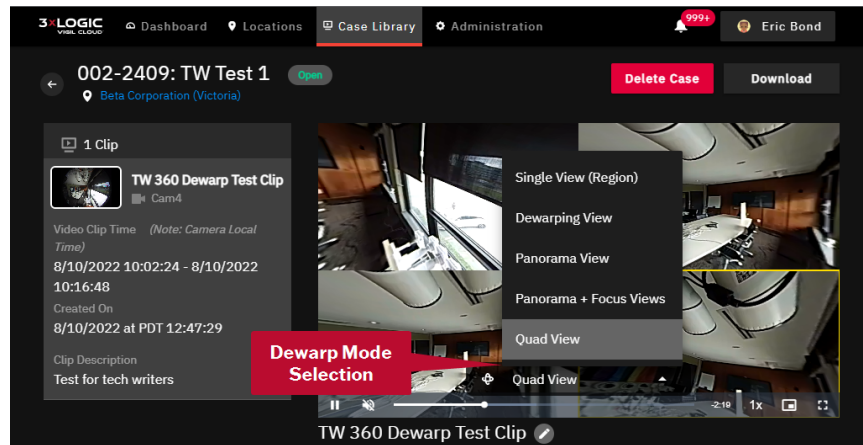 3×LOGIC
VIGIL CLOUD
Dashboard
Locations
Case Library
Administration
999+
Eric Bond
002-2409: TW Test 1
Open
Beta Corporation (Victoria)
Delete Case
Download
1 Clip
TW 360 Dewarp Test Clip
Cam4
Video Clip Time (Note: Camera Local
Time)
8/10/2022 10:02:24 - 8/10/2022
10:16:48
Created On
8/10/2022 at PDT 12:47:29
Clip Description
Test for tech writers
Single View (Region)
Dewarping View
Panorama View
Panorama + Focus Views
Quad View
Dewarp Mode
Selection
Quad View
-2:19
1x
TW 360 Dewarp Test Clip